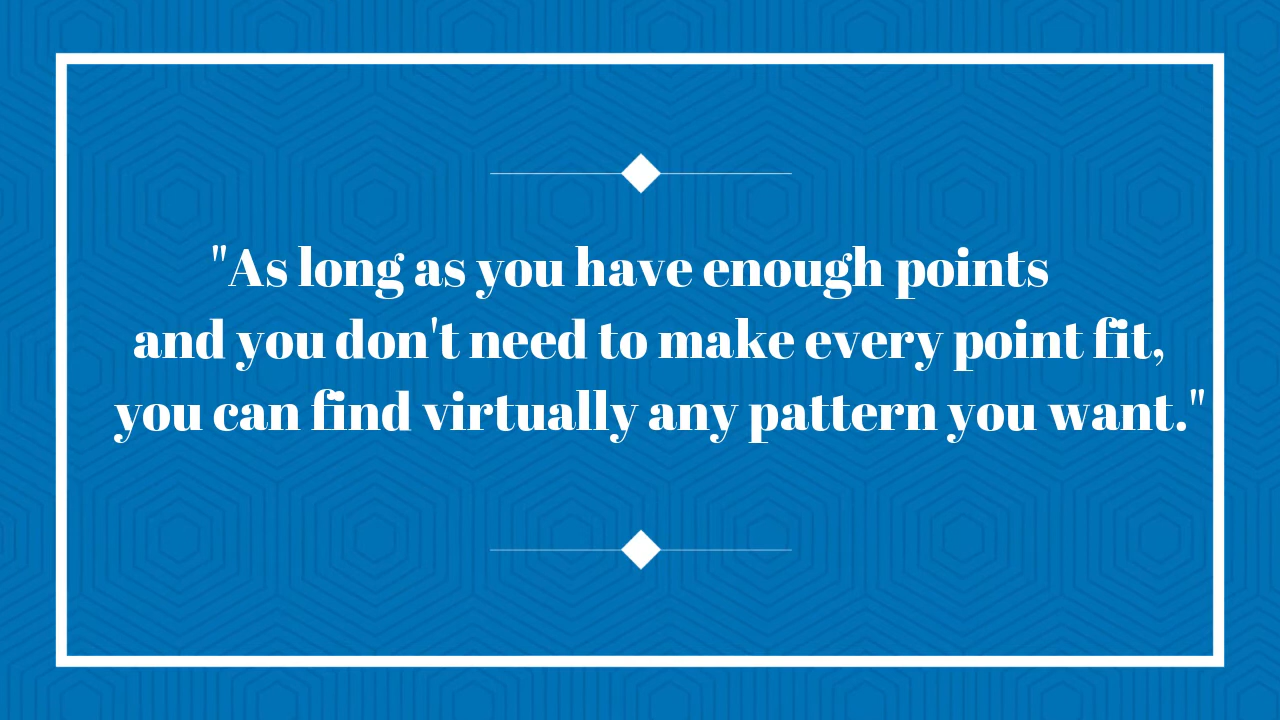 "As long as you have enough points
and you don't need to make every point fit,
you can find virtually any pattern you want."